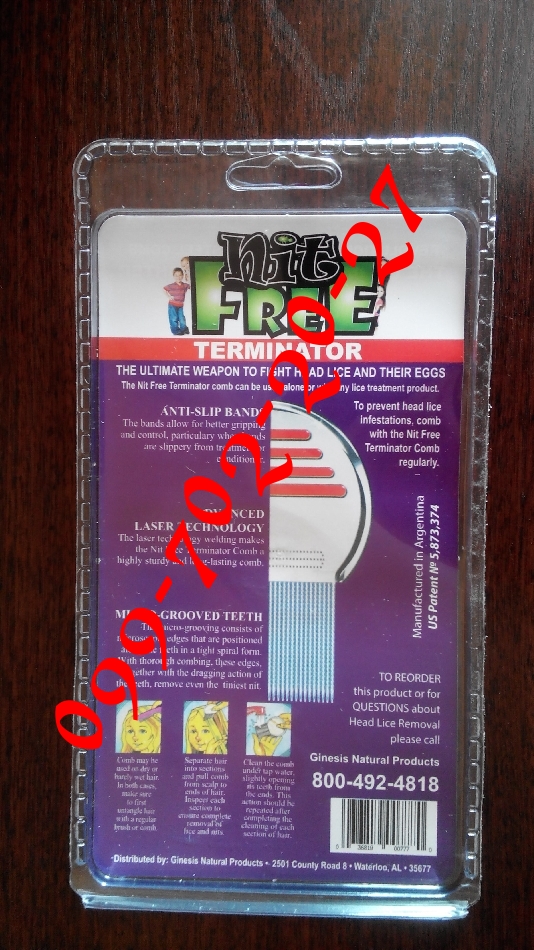 Nit
FREE
TERMINATOR
THE ULTIMATE WEAPON TO FIGHT HEAD LICE AND THEIR EGGS
The Nit Free Terminator comb can be used alone or with any lice treatment product.
ANTI-SLIP BANDS
The bands allow for better gripping
and control, particulary when hands
are slippery from treatment or
conditioner.
ADVANCED
LASER TECHNOLOGY
The laser technology welding makes
the Nit Free Terminator Comb a
highly sturdy and long-lasting comb.
MICRO-GROOVED TEETH
The micro-grooving consists of
microscopic edges that are positioned
along the teeth in a tight spiral form.
With thorough combing, these edges,
together with the dragging action of
the teeth, remove even the tiniest nit.
To prevent head lice
infestations, comb
with the Nit Free
Terminator Comb
regularly.
Manufactured in Argentina
US Patent Nº 5,873,374
TO REORDER
this product or for
QUESTIONS about
Head Lice Removal
please call
Ginesis Natural Products
800-492-4818
Comb may be
used on dry or
barely wet hair.
In both cases,
make sure
to first
untangle hair
with a regular
brush or comb.
Separate hair
into sections
and pull comb
from scalp to
ends of hair.
Inspect each
section to
ensure complete
removal of
lice and nits.
Clean the comb
under tap water,
slightly opening
its teeth from
the ends. This
action should be
repeated after
completing the
cleaning of each
section of hair.
0 36819 00777 0
Distributed by: Ginesis Natural Products • 2501 County Road 8 • Waterloo, AL • 35677
099-702-20-27